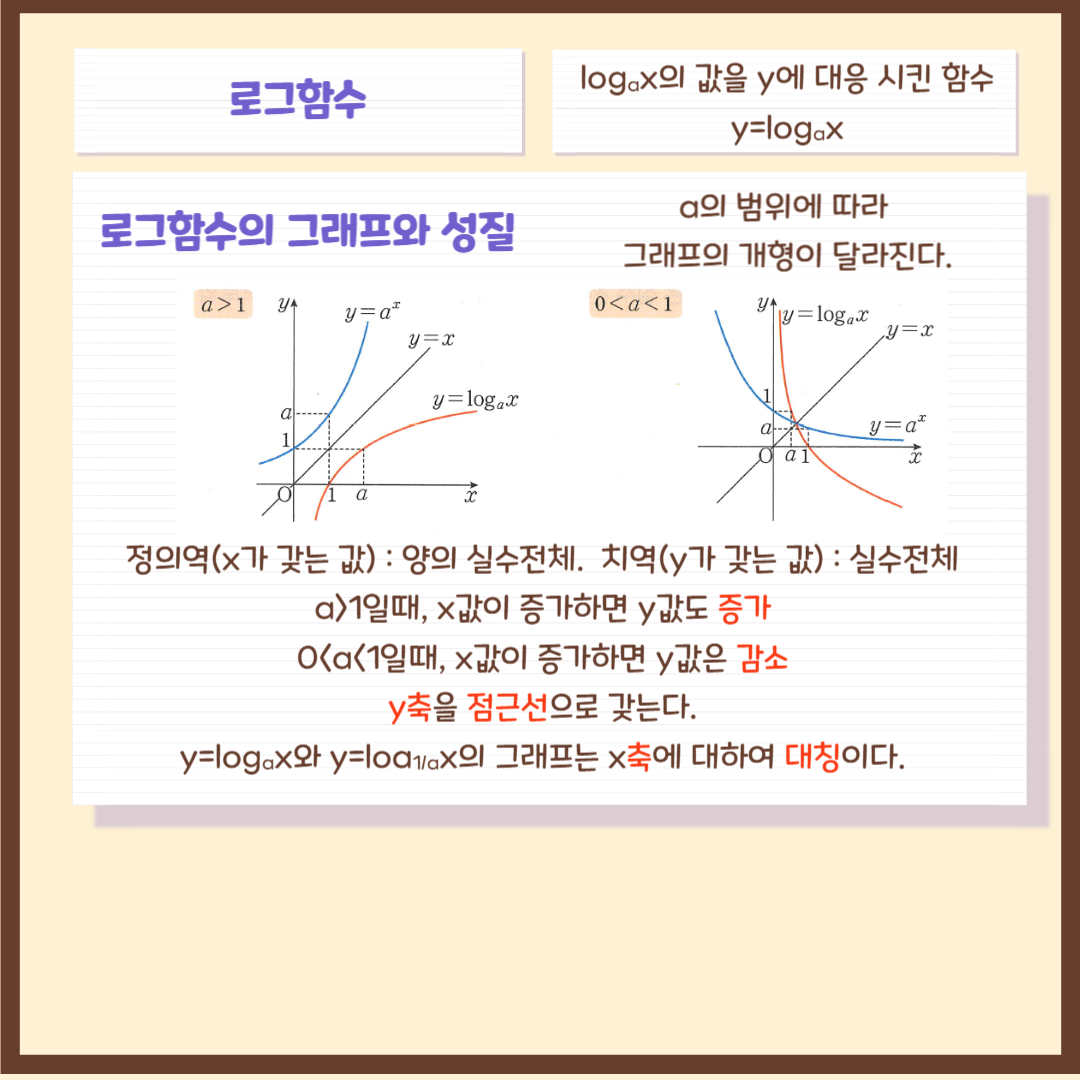 로그함수
logₐx의 값을 y에 대응 시킨 함수
y=logₐx
로그함수의 그래프와 성질
a의 범위에 따라
그래프의 개형이 달라진다.
a>1
y
y=aˣ
y=x
y=logₐx
a
1
O
1
a
x
0<a<1
y
y=logₐx
y=x
1
a
y=aˣ
O
a
1
x
정의역(x가 갖는 값) : 양의 실수전체. 치역(y가 갖는 값) : 실수전체
a>1일때, x값이 증가하면 y값도 증가
0<a<1일때, x값이 증가하면 y값은 감소
y축을 점근선으로 갖는다.
y=logₐx와 y=loa₁/ₐx의 그래프는 x축에 대하여 대칭이다.